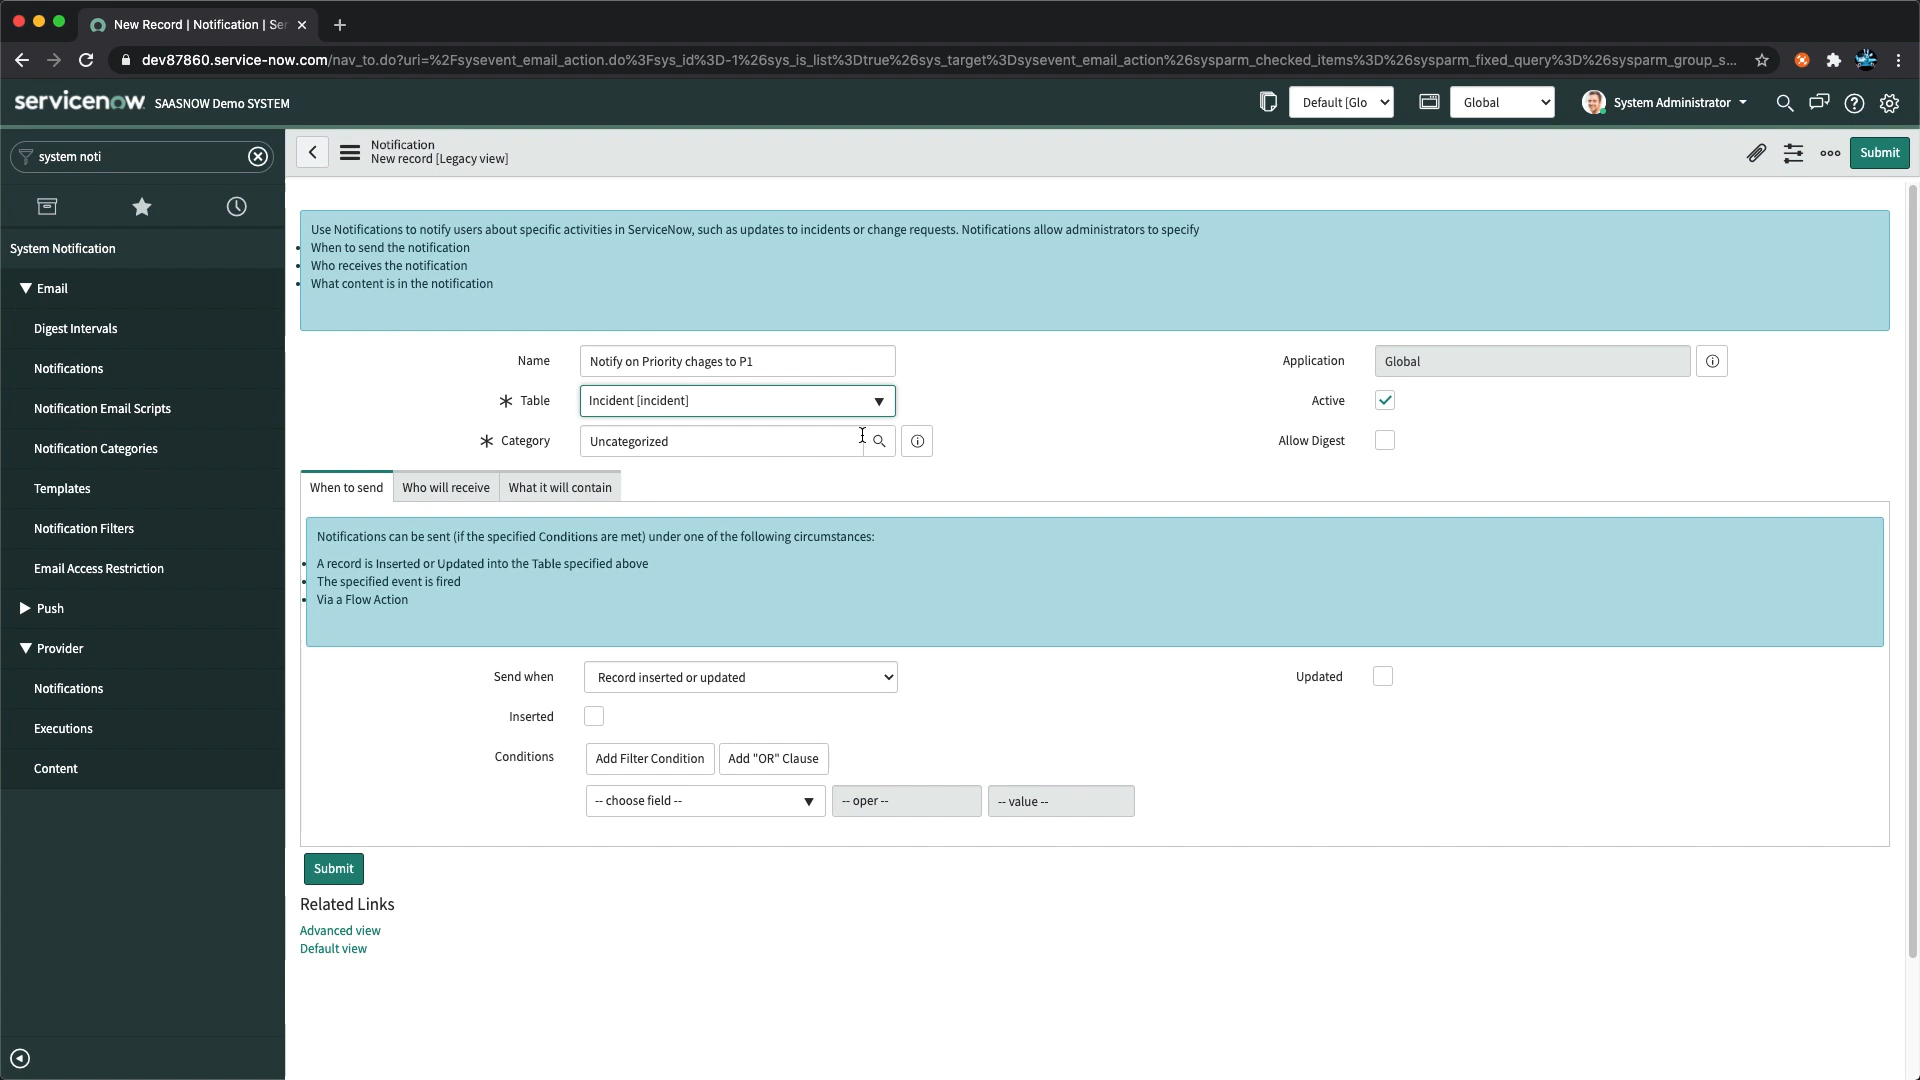 New Record | Notification | Ser
dev87860.service-now.com/nav_to.do?uri=%2Fsysevent_email_action.do%3Fsys_id%3D-1%26sys_is_list%3Dtrue%26sys_target%3Dsysevent_email_action%26sysparm_checked_items%3D%26sysparm_fixed_query%3D%26sysparm_group_s...
servicenow SAASNOW Demo SYSTEM
Default [Glo
Global
System Administrator
system noti
Notification
New record [Legacy view]
Submit
System Notification
Email
Digest Intervals
Notifications
Notification Email Scripts
Notification Categories
Templates
Notification Filters
Email Access Restriction
Push
Provider
Notifications
Executions
Content
Use Notifications to notify users about specific activities in ServiceNow, such as updates to incidents or change requests. Notifications allow administrators to specify
When to send the notification
Who receives the notification
What content is in the notification
Name Notify on Priority chages to P1
Application Global
Table Incident [incident]
Active
Category Uncategorized
Allow Digest
When to send Who will receive What it will contain
Notifications can be sent (if the specified Conditions are met) under one of the following circumstances:
A record is Inserted or Updated into the Table specified above
The specified event is fired
Via a Flow Action
Send when Record inserted or updated
Updated
Inserted
Conditions Add Filter Condition Add "OR" Clause
-- choose field -- -- oper -- -- value --
Submit
Related Links
Advanced view
Default view